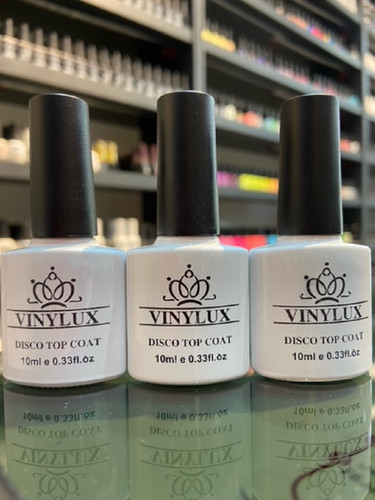 VINYLUX
DISCO TOP COAT
10ml e 0.33fl.oz
VINYLUX
DISCO TOP COAT
10ml e 0.33fl.oz
VINYLUX
DISCO TOP COAT
10ml e 0.33fl.oz